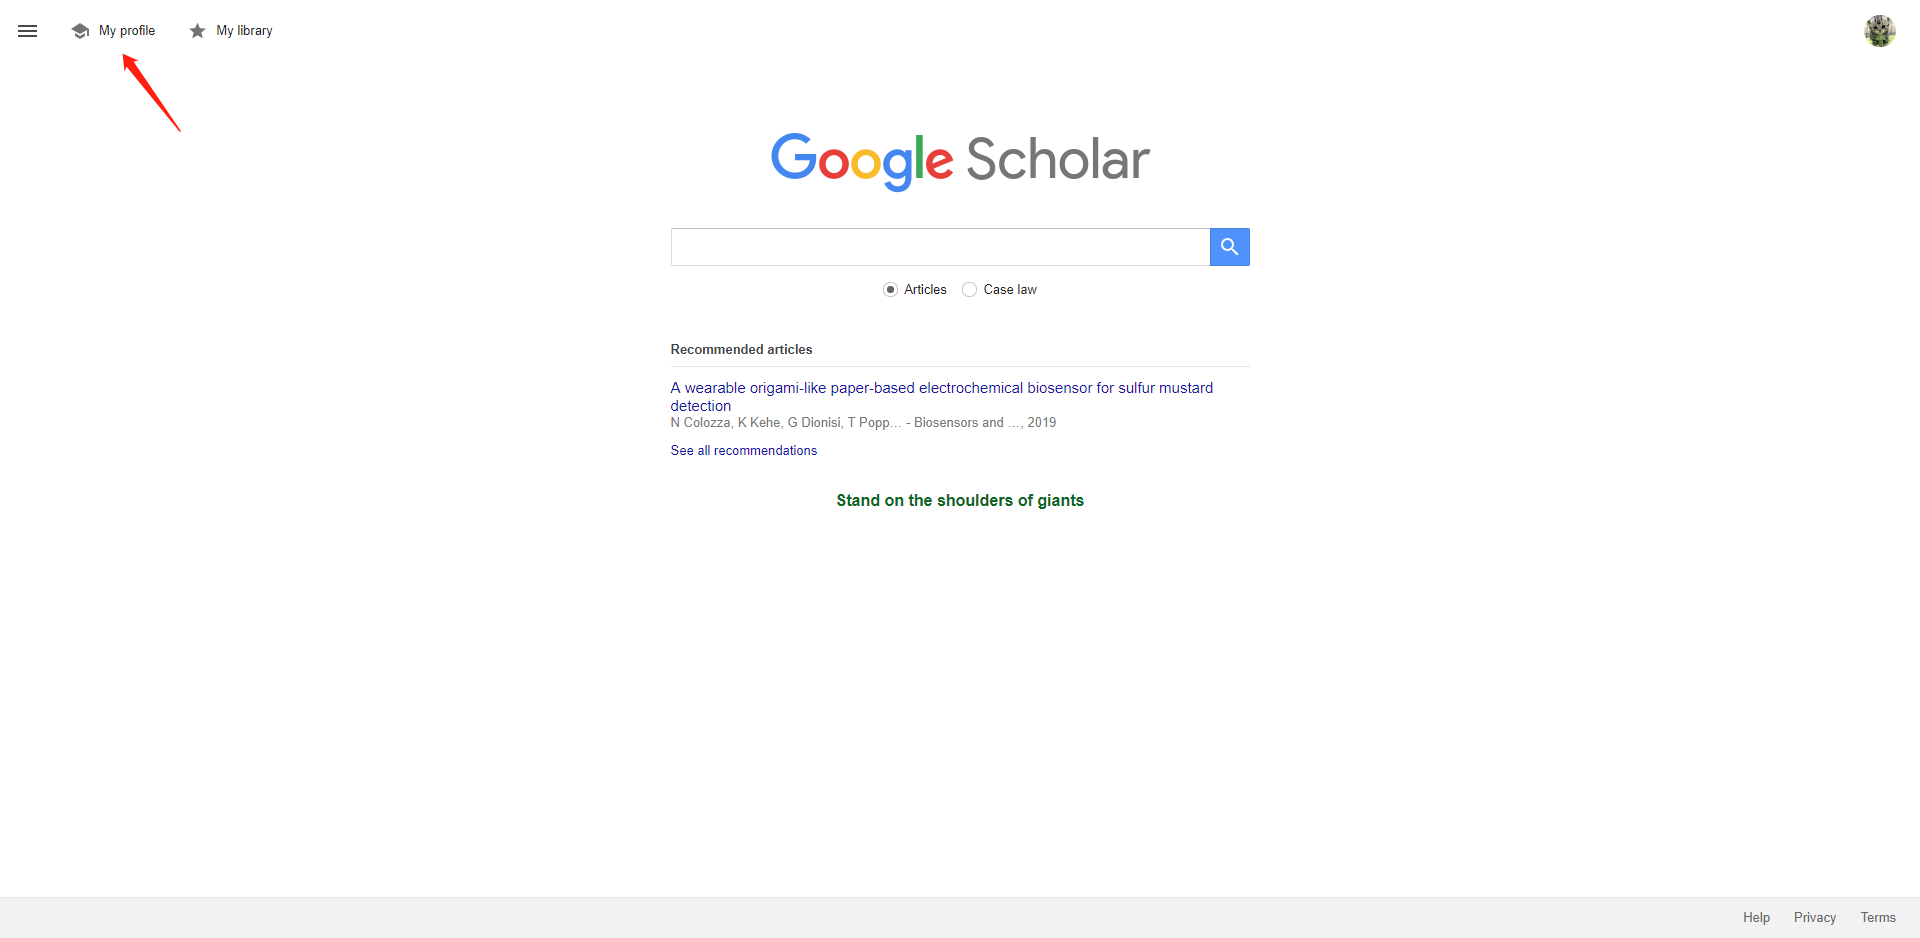 My profile
My library
Google Scholar
Articles
Case law
Recommended articles
A wearable origami-like paper-based electrochemical biosensor for sulfur mustard
detection
N Colozza, K Kehe, G Dionisi, T Popp… - Biosensors and …, 2019
See all recommendations
Stand on the shoulders of giants
Help
Privacy
Terms